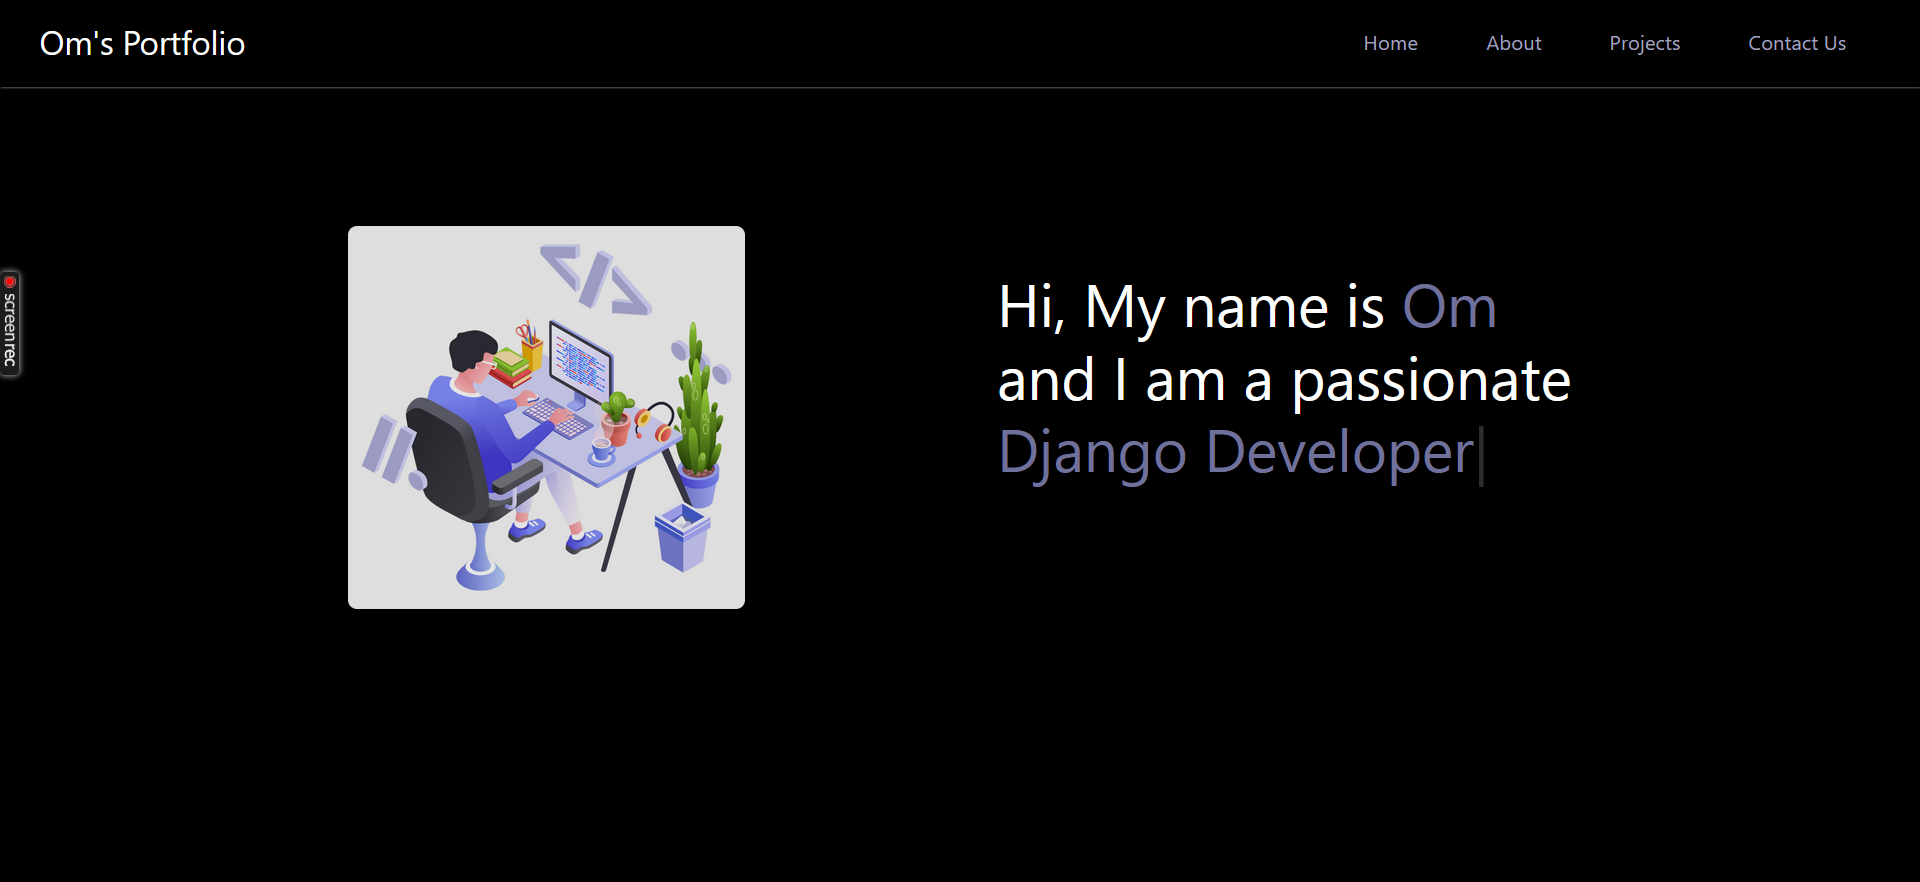 Om's Portfolio
Home
About
Projects
Contact Us
screenrec
Hi, My name is Om
and I am a passionate
Django Developer|